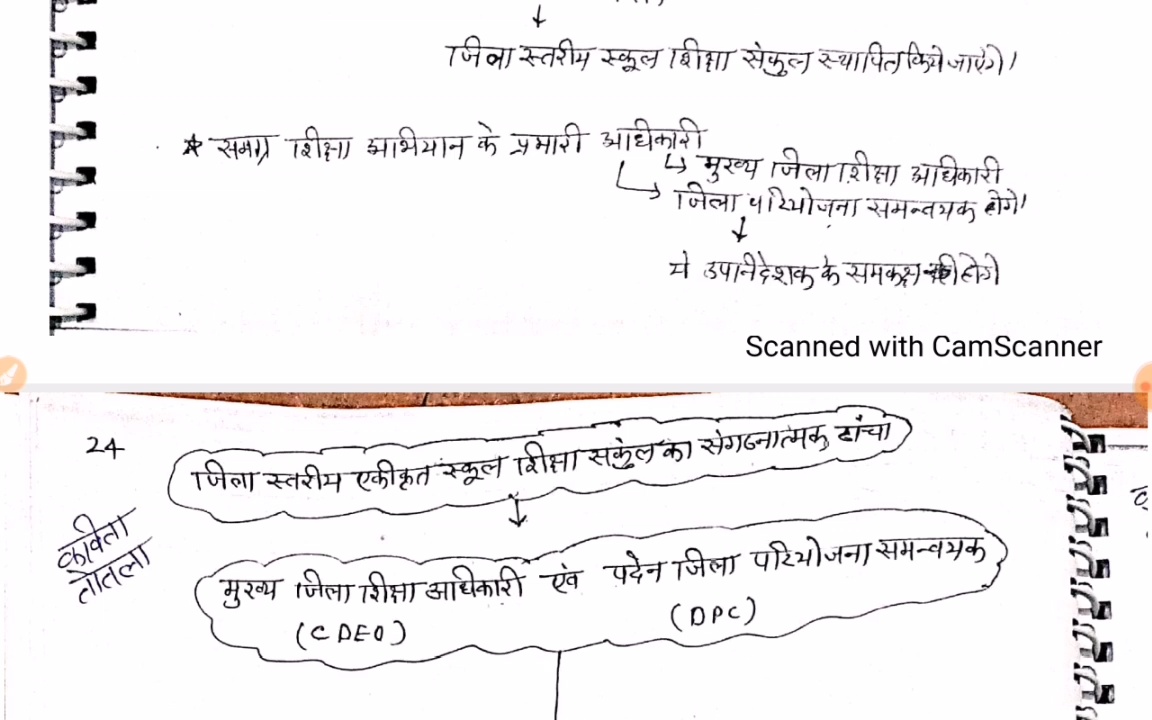 ↓
जिला स्तरीय स्कूल शिक्षा संकुल स्थापित किये जाएंगे।
* समग्र शिक्षा अभियान के प्रभारी अधिकारी
↳ मुख्य जिला शिक्षा अधिकारी
↳ जिला परियोजना समन्वयक होंगे।
↓
ये उपनिदेशक के समकक्ष होंगे
Scanned with CamScanner
24
जिला स्तरीय एकीकृत स्कूल शिक्षा संकुल का संगठनात्मक ढांचा
↓
कविता
तोतला
मुख्य जिला शिक्षा अधिकारी एवं पदेन जिला परियोजना समन्वयक
(CDEO) (DPC)